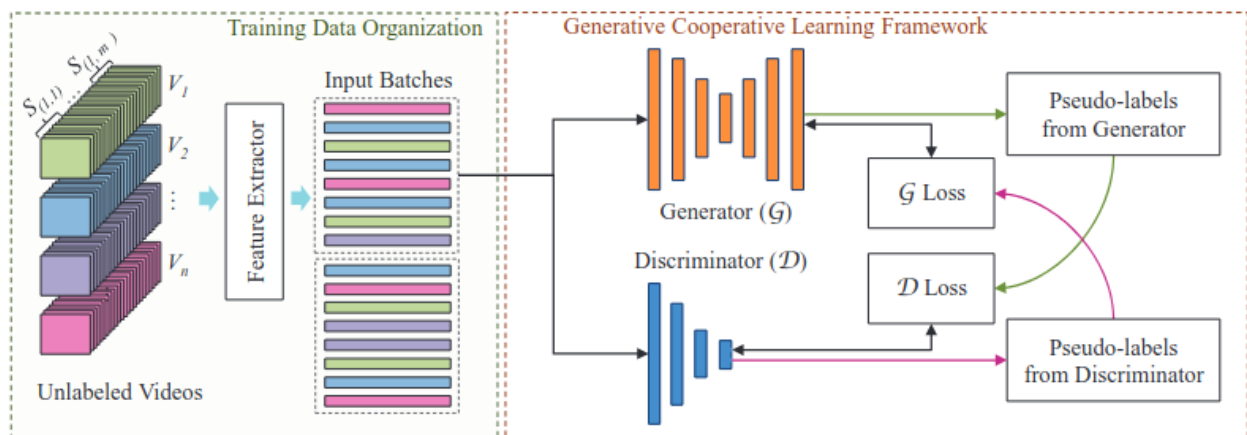 Training Data Organization
S(1,1) ... S(1,m)
V1
V2
⋮
Vn
Unlabeled Videos
Feature Extractor
Input Batches
Generative Cooperative Learning Framework
Generator (𝒢)
Discriminator (𝒟)
Pseudo-labels
from Generator
𝒢 Loss
𝒟 Loss
Pseudo-labels
from Discriminator